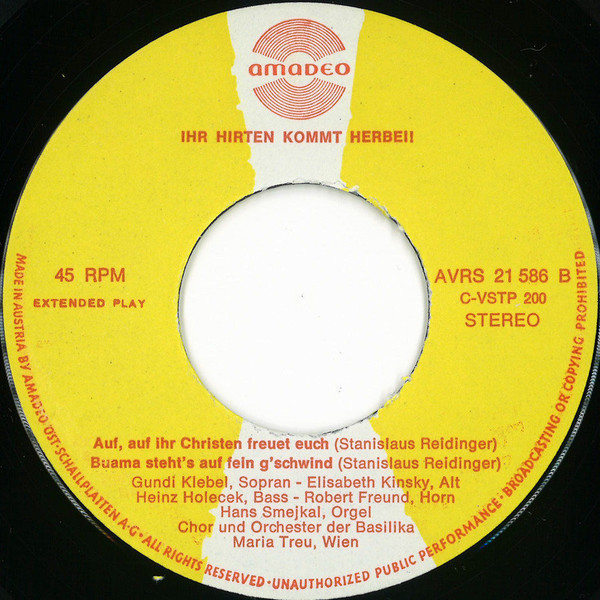 AMADEO
IHR HIRTEN KOMMT HERBEI!
45 RPM
EXTENDED PLAY
AVRS 21 586 B
C-VSTP 200
STEREO
Auf, auf ihr Christen freuet euch (Stanislaus Reidinger)
Buama steht's auf fein g'schwind (Stanislaus Reidinger)
Gundi Klebel, Sopran - Elisabeth Kinsky, Alt
Heinz Holecek, Bass - Robert Freund, Horn
Hans Smejkal, Orgel
Chor und Orchester der Basilika
Maria Treu, Wien
MADE IN AUSTRIA BY AMADEO ÖST. SCHALLPLATTEN A·G · ALL RIGHTS RESERVED · UNAUTHORIZED PUBLIC PERFORMANCE · BROADCASTING OR COPYING PROHIBITED